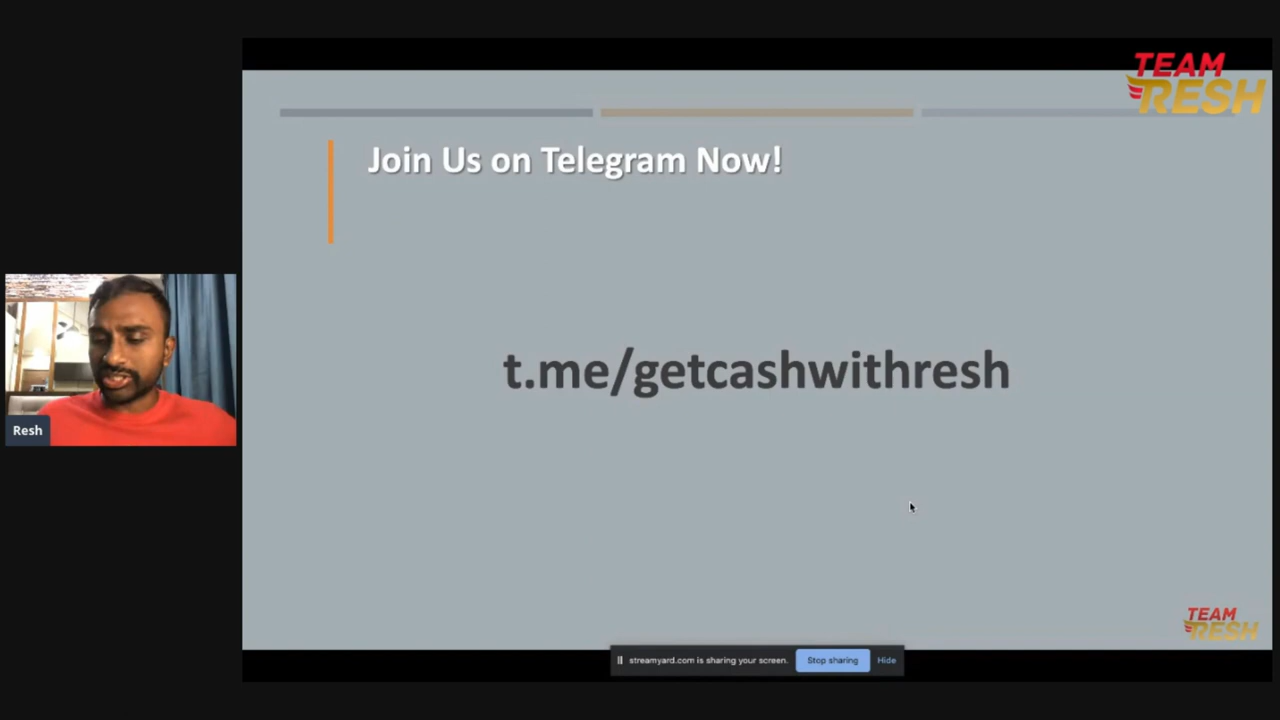 TEAM
RESH
Join Us on Telegram Now!
t.me/getcashwithresh
Resh
TEAM
RESH
streamyard.com is sharing your screen.
Stop sharing
Hide